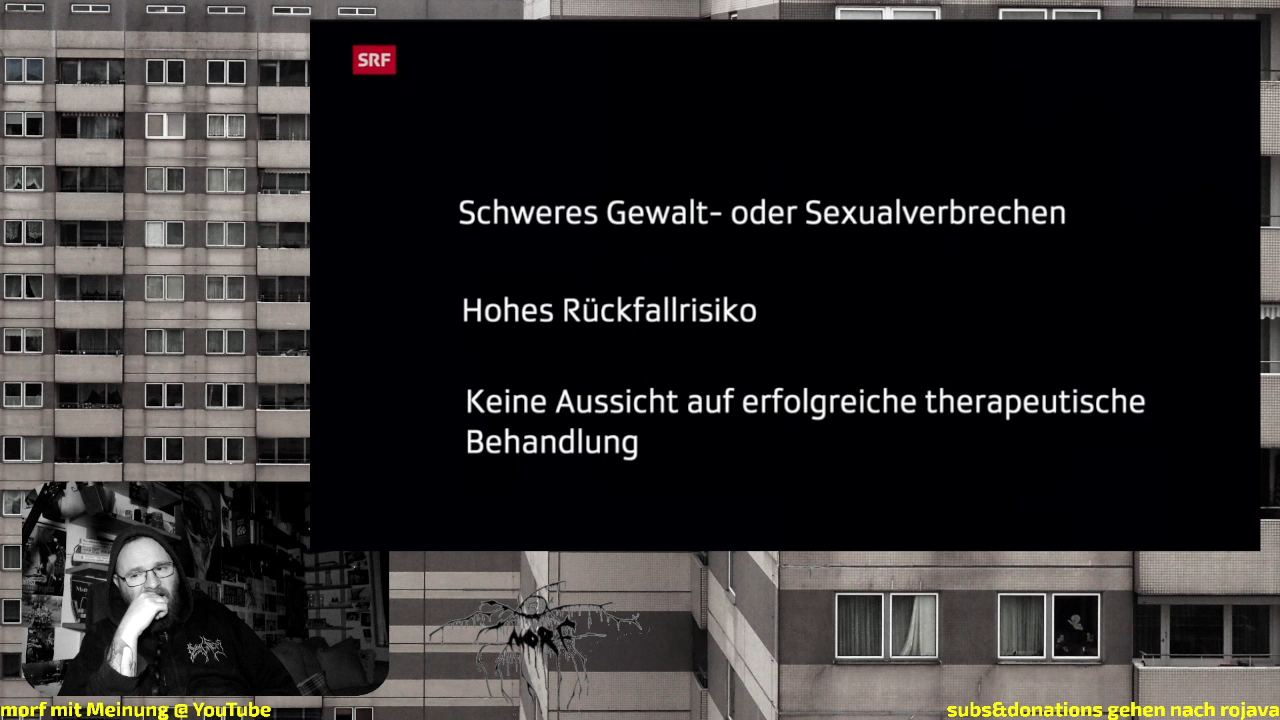 SRF
Schweres Gewalt- oder Sexualverbrechen
Hohes Rückfallrisiko
Keine Aussicht auf erfolgreiche therapeutische
Behandlung
MORF
morf mit Meinung @ YouTube
subs&donations gehen nach rojava